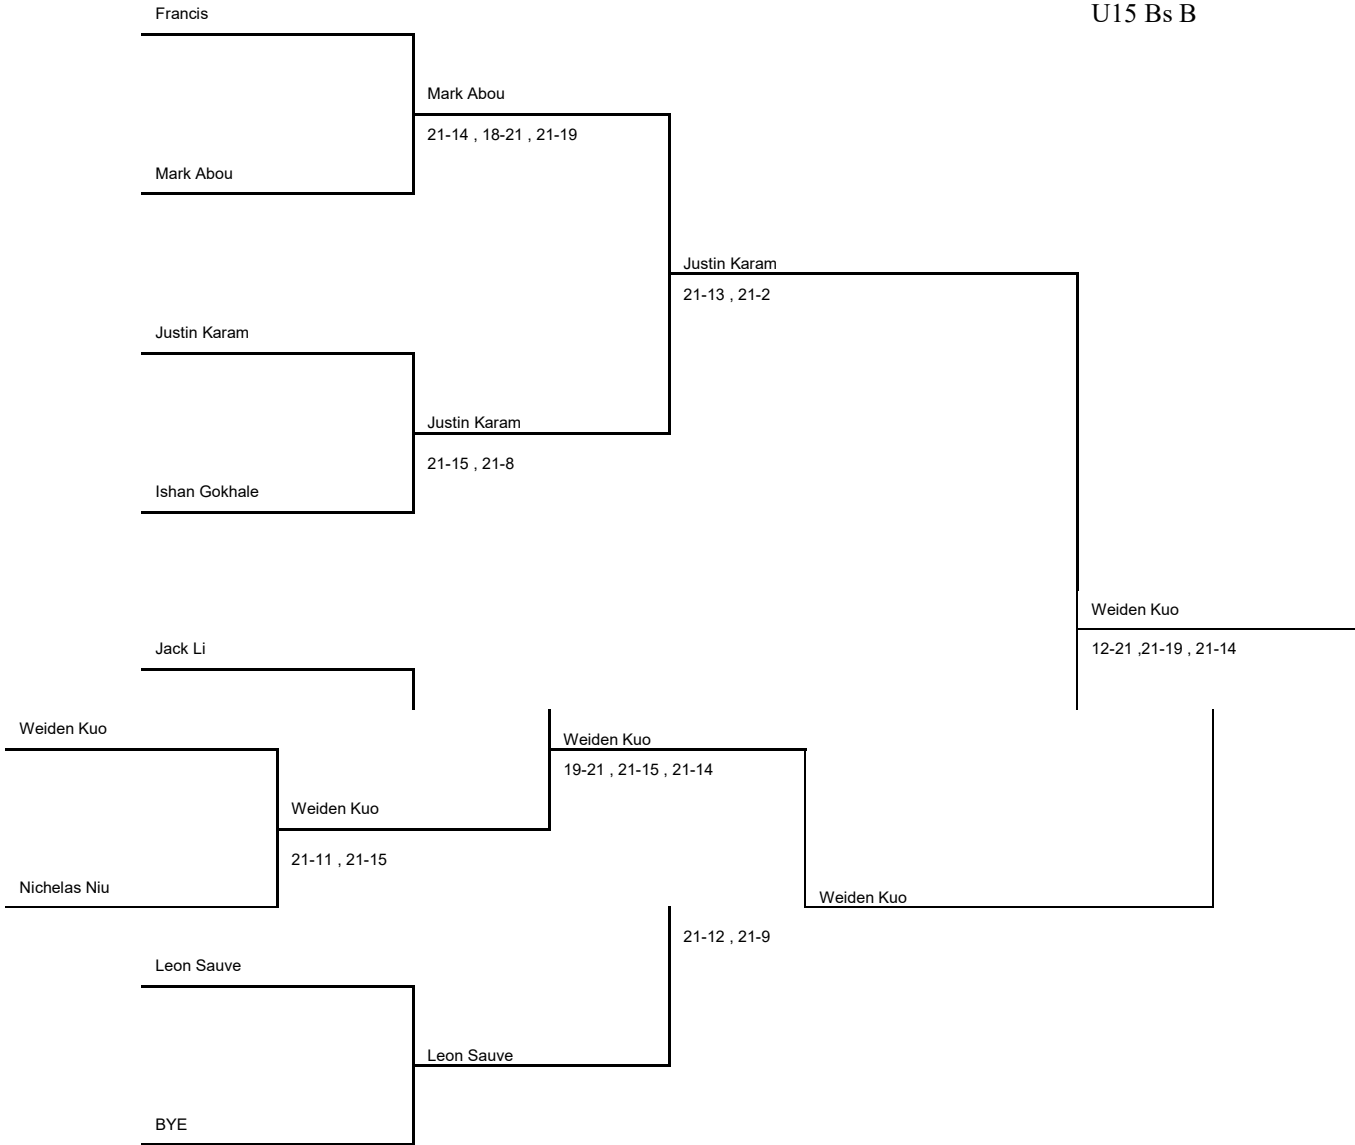 Francis
U15 Bs B
Mark Abou
21-14 , 18-21 , 21-19
Mark Abou
Justin Karam
21-13 , 21-2
Justin Karam
Justin Karam
21-15 , 21-8
Ishan Gokhale
Weiden Kuo
12-21 ,21-19 , 21-14
Jack Li
Weiden Kuo
Weiden Kuo
19-21 , 21-15 , 21-14
Weiden Kuo
21-11 , 21-15
Nichelas Niu
Weiden Kuo
21-12 , 21-9
Leon Sauve
Leon Sauve
BYE